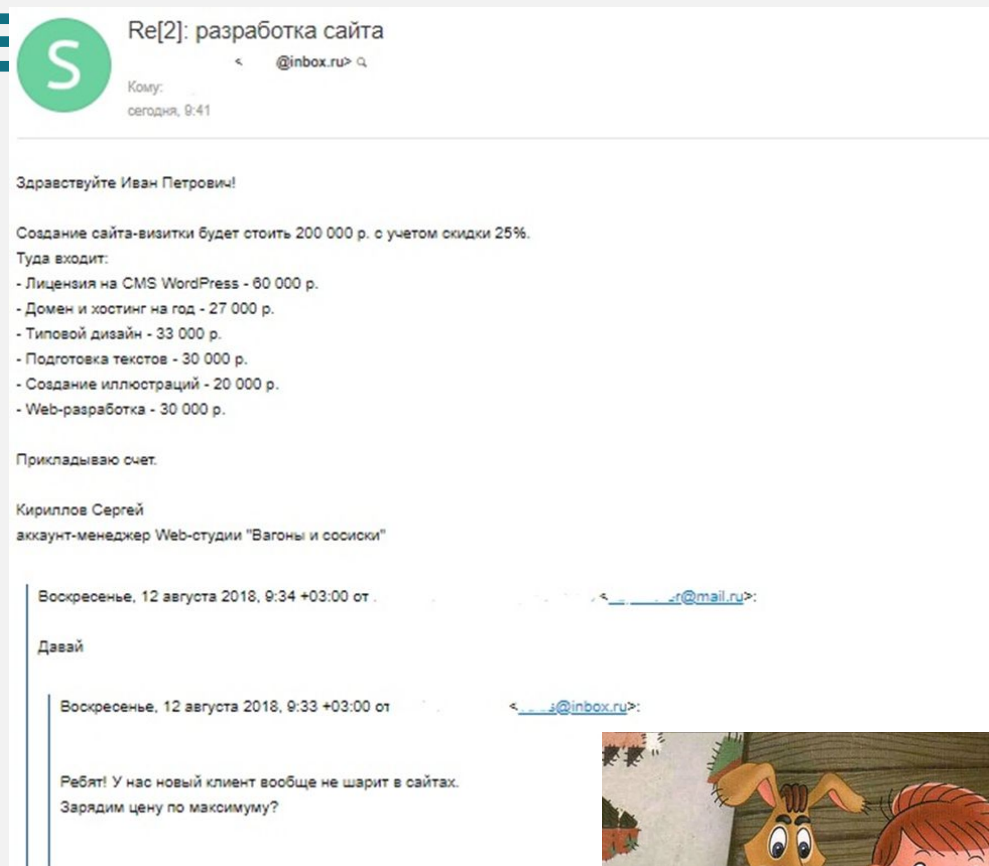 S
Re[2]: разработка сайта
< @inbox.ru>
Кому:
сегодня, 9:41
Здравствуйте Иван Петрович!
Создание сайта-визитки будет стоить 200 000 р. с учетом скидки 25%.
Туда входит:
- Лицензия на CMS WordPress - 60 000 р.
- Домен и хостинг на год - 27 000 р.
- Типовой дизайн - 33 000 р.
- Подготовка текстов - 30 000 р.
- Создание иллюстраций - 20 000 р.
- Web-разработка - 30 000 р.
Прикладываю счет.
Кириллов Сергей
аккаунт-менеджер Web-студии "Вагоны и сосиски"
Воскресенье, 12 августа 2018, 9:34 +03:00 от < r@mail.ru>:
Давай
Воскресенье, 12 августа 2018, 9:33 +03:00 от < s@inbox.ru>:
Ребят! У нас новый клиент вообще не шарит в сайтах.
Зарядим цену по максимуму?